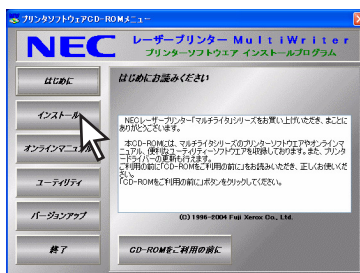 プリンタソフトウェアCD-ROMメニュー
NEC
レーザープリンター MultiWriter
プリンターソフトウエア インストールプログラム
はじめに
はじめにお読みください
インストール
オンラインマニュアル
ユーティリティ
バージョンアップ
終了
NECレーザープリンター「マルチライタ」シリーズをお買い上げいただき、まことに
ありがとうございます。
本CD-ROMには、マルチライタシリーズのプリンターソフトウエアやオンラインマ
ニュアル、便利なユーティリティーソフトウエアを収録しております。また、プリンタ
ードライバーの更新も行えます。
ご利用の前に「CD-ROMをご利用の前に」をお読みいただき、正しくお使いくだ
さい。
「CD-ROMをご利用の前に」ボタンをクリックしてください。
(C) 1996-2004 Fuji Xerox Co., Ltd.
CD-ROMをご利用の前に